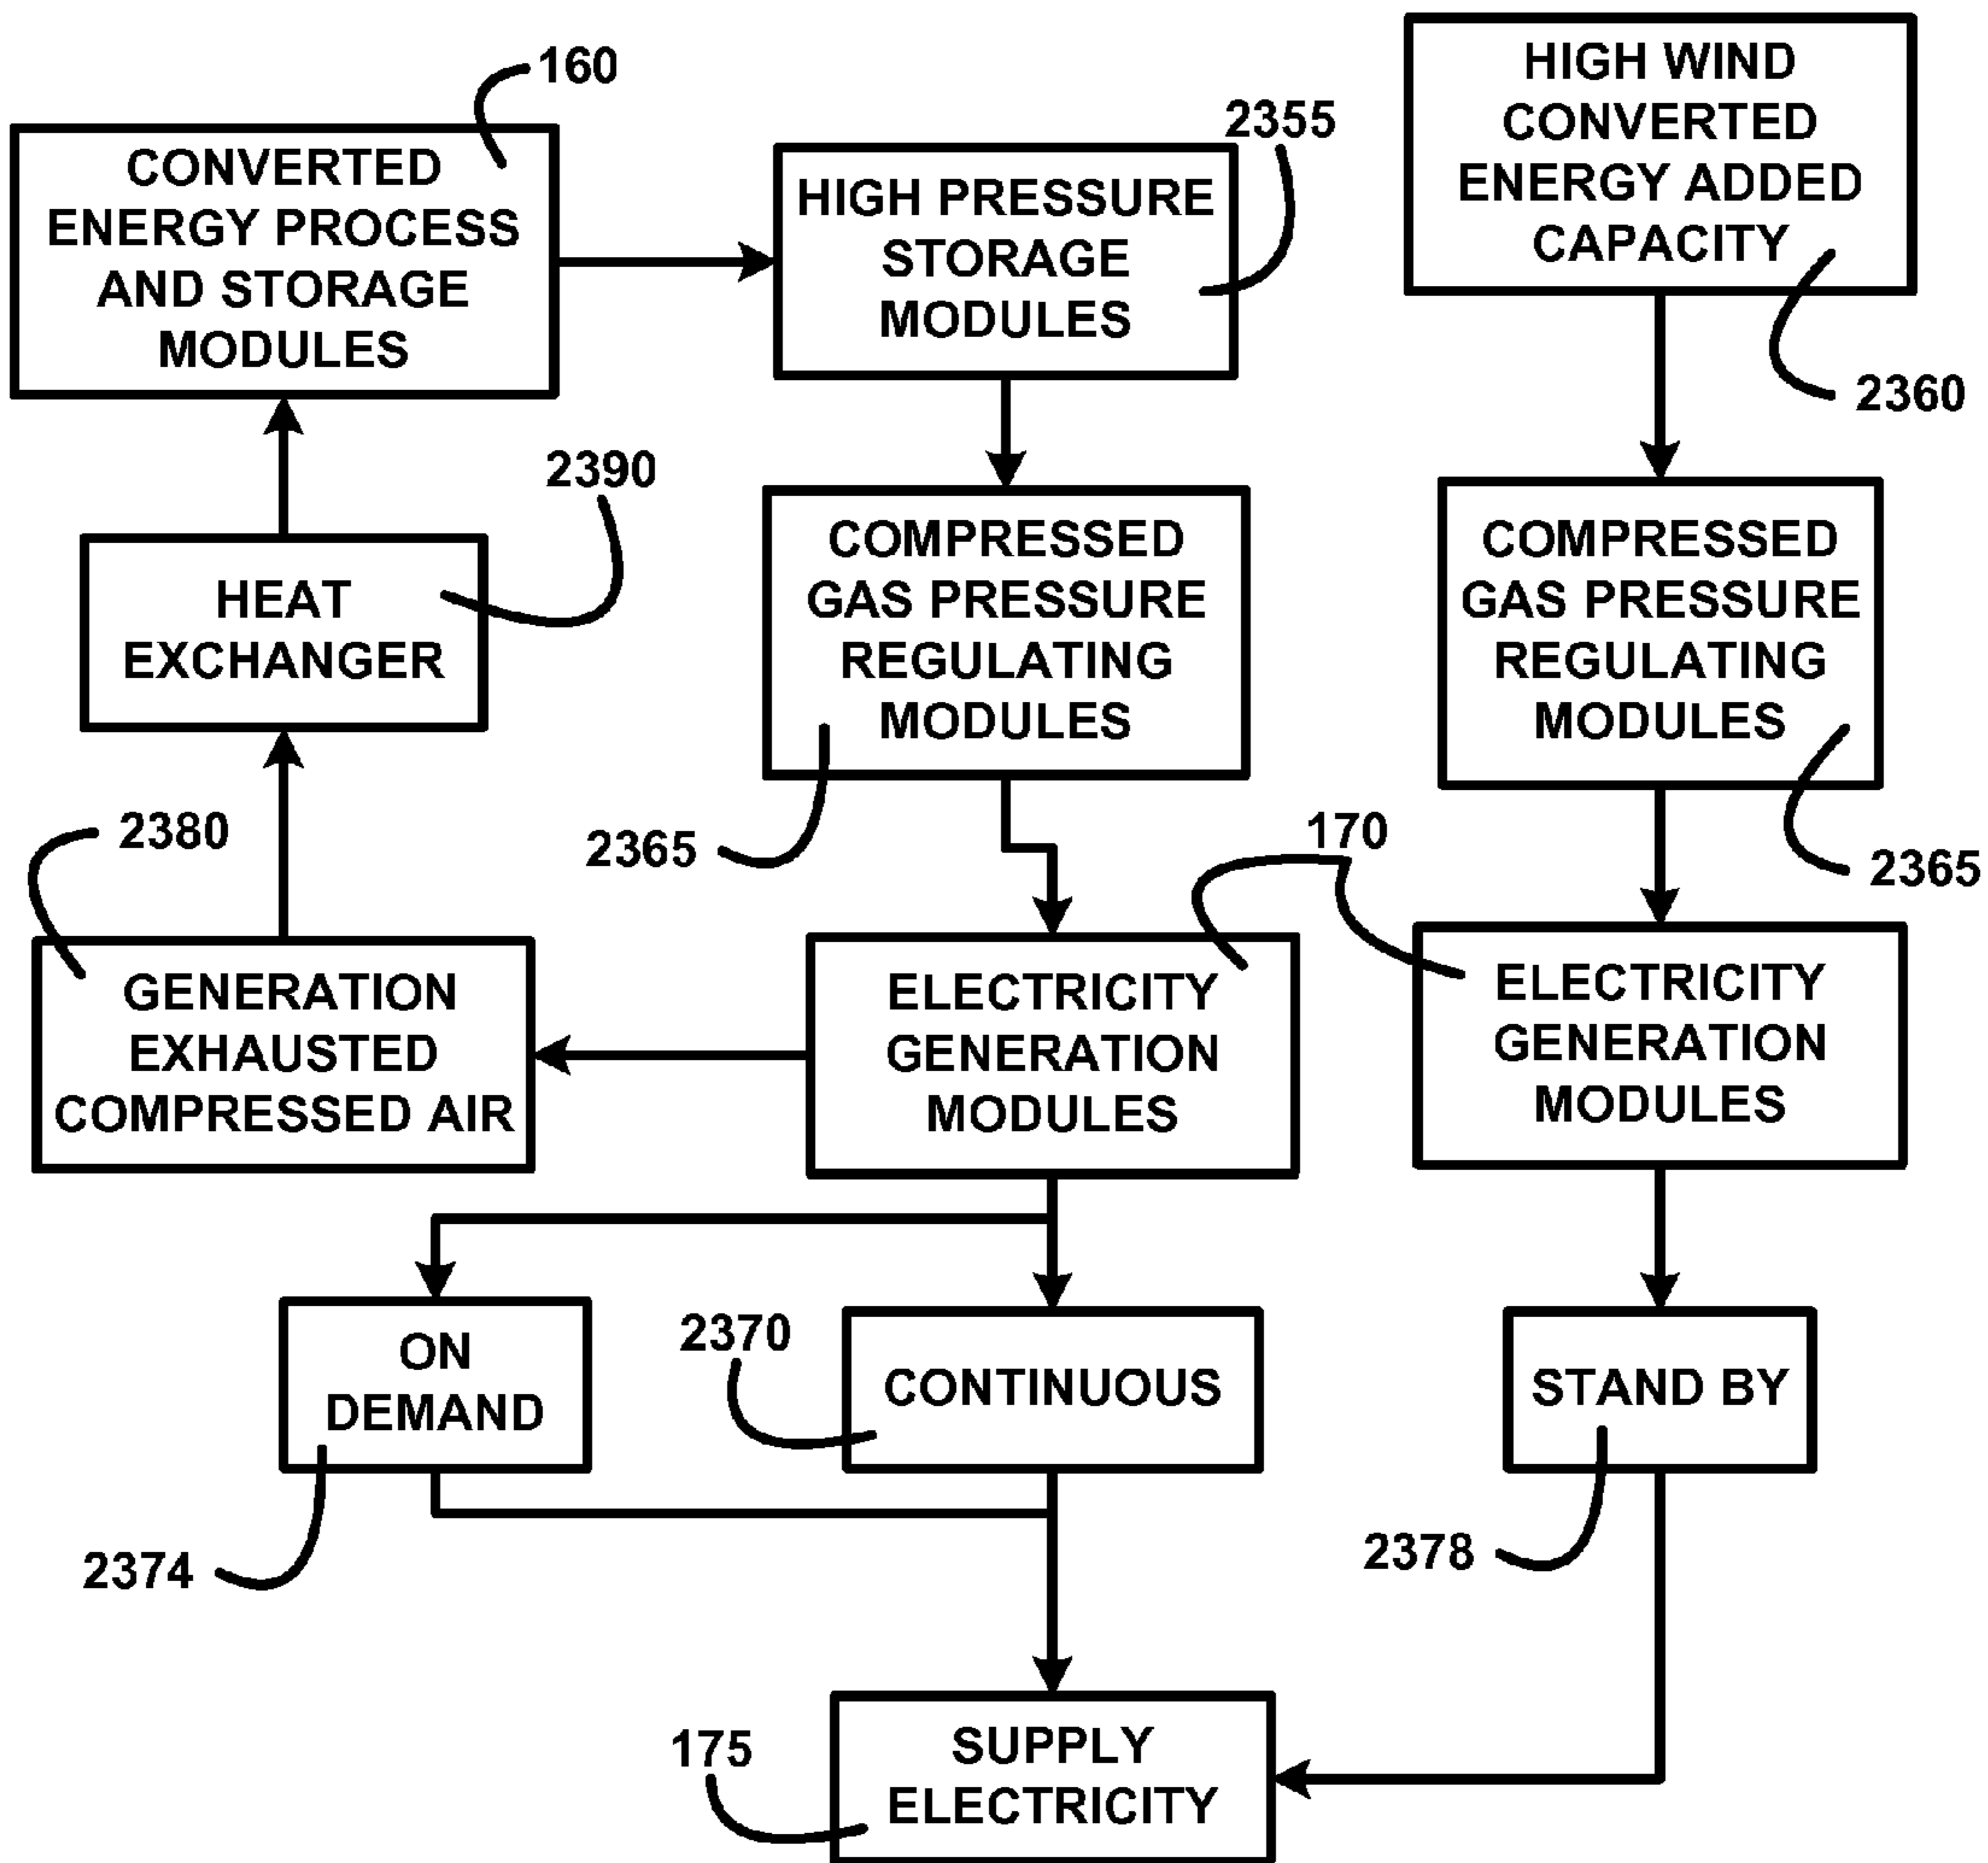 160
CONVERTED
ENERGY PROCESS
AND STORAGE
MODULES
2355
HIGH PRESSURE
STORAGE
MODULES
HIGH WIND
CONVERTED
ENERGY ADDED
CAPACITY
2360
2390
HEAT
EXCHANGER
COMPRESSED
GAS PRESSURE
REGULATING
MODULES
2365
COMPRESSED
GAS PRESSURE
REGULATING
MODULES
2365
2380
GENERATION
EXHAUSTED
COMPRESSED AIR
170
ELECTRICITY
GENERATION
MODULES
ELECTRICITY
GENERATION
MODULES
ON
DEMAND
2374
2370
CONTINUOUS
STAND BY
2378
175
SUPPLY
ELECTRICITY